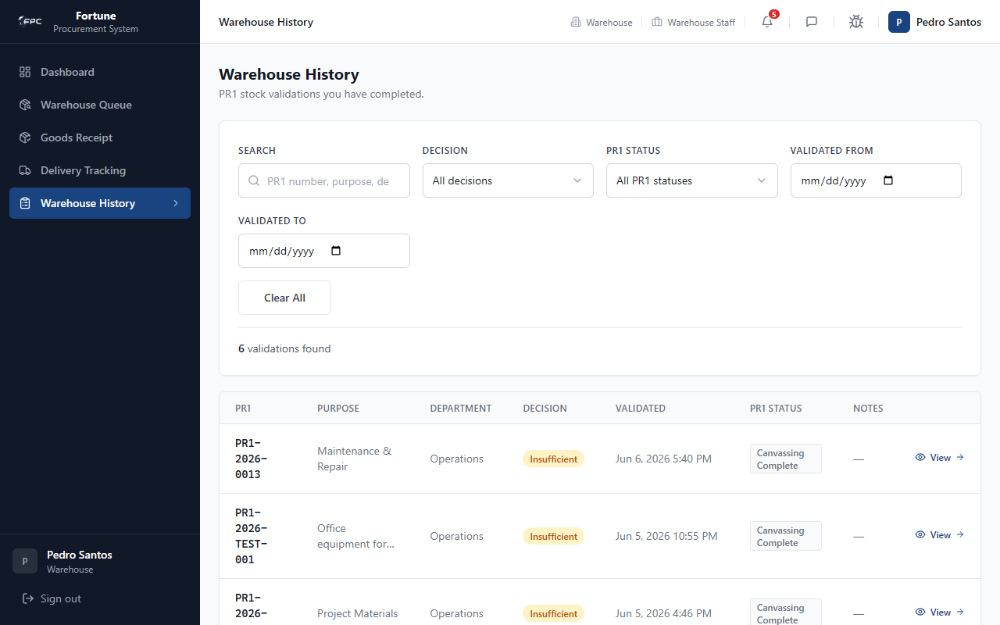 FPC
Fortune
Procurement System
Warehouse History
Warehouse
Warehouse Staff
5
P
Pedro Santos
Dashboard
Warehouse Queue
Goods Receipt
Delivery Tracking
Warehouse History
P
Pedro Santos
Warehouse
Sign out
Warehouse History
PR1 stock validations you have completed.
SEARCH
DECISION
PR1 STATUS
VALIDATED FROM
PR1 number, purpose, de
All decisions
All PR1 statuses
mm/dd/yyyy
VALIDATED TO
mm/dd/yyyy
Clear All
6 validations found
PR1
PURPOSE
DEPARTMENT
DECISION
VALIDATED
PR1 STATUS
NOTES
PR1-
2026-
0013
Maintenance &
Repair
Operations
Insufficient
Jun 6, 2026 5:40 PM
Canvassing
Complete
—
View
PR1-
2026-
TEST-
001
Office
equipment for...
Operations
Insufficient
Jun 5, 2026 10:55 PM
Canvassing
Complete
—
View
PR1-
2026-
Project Materials
Operations
Insufficient
Jun 5, 2026 4:46 PM
Canvassing
Complete
—
View